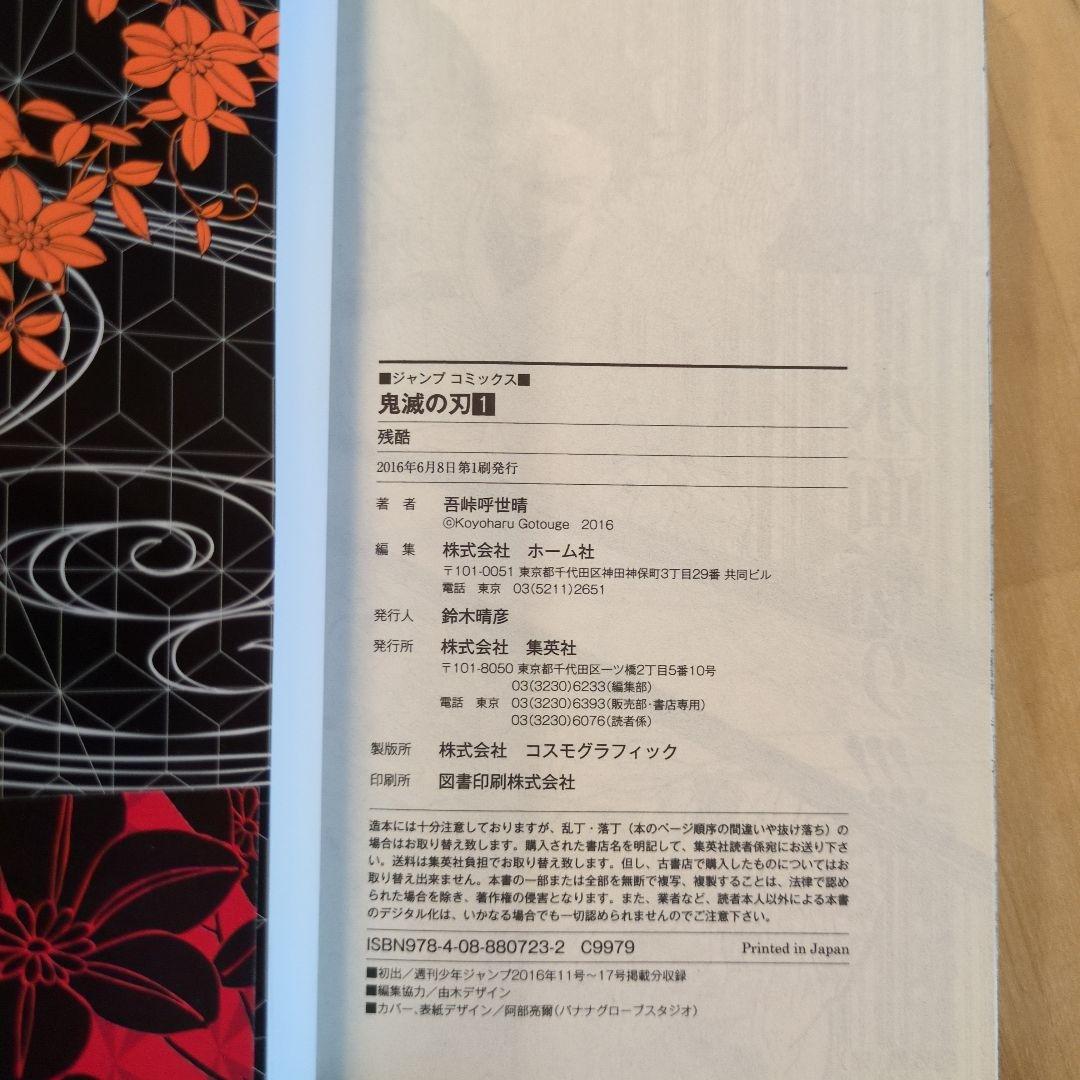 ■ジャンプ コミックス■
鬼滅の刃1
残酷
2016年6月8日第1刷発行
著 者 吾峠呼世晴
©Koyoharu Gotouge 2016
編 集 株式会社 ホーム社
〒101-0051 東京都千代田区神田神保町3丁目29番 共同ビル
電話 東京 03(5211)2651
発行人 鈴木晴彦
発行所 株式会社 集英社
〒101-8050 東京都千代田区一ツ橋2丁目5番10号
03(3230)6233(編集部)
電話 東京 03(3230)6393(販売部・書店専用)
03(3230)6076(読者係)
製版所 株式会社 コスモグラフィック
印刷所 図書印刷株式会社
造本には十分注意しておりますが、乱丁・落丁（本のページ順序の間違いや抜け落ち）の
場合はお取り替え致します。購入された書店名を明記して、集英社読者係宛にお送り下さ
い。送料は集英社負担でお取り替え致します。但し、古書店で購入したものについてはお
取り替え出来ません。本書の一部または全部を無断で複写、複製することは、法律で認め
られた場合を除き、著作権の侵害となります。また、業者など、読者本人以外による本書
のデジタル化は、いかなる場合でも一切認められませんのでご注意下さい。
ISBN978-4-08-880723-2 C9979 Printed in Japan
■初出／週刊少年ジャンプ2016年11号～17号掲載分収録
■編集協力／由木デザイン
■カバー、表紙デザイン／阿部亮爾(バナナグローブスタジオ)